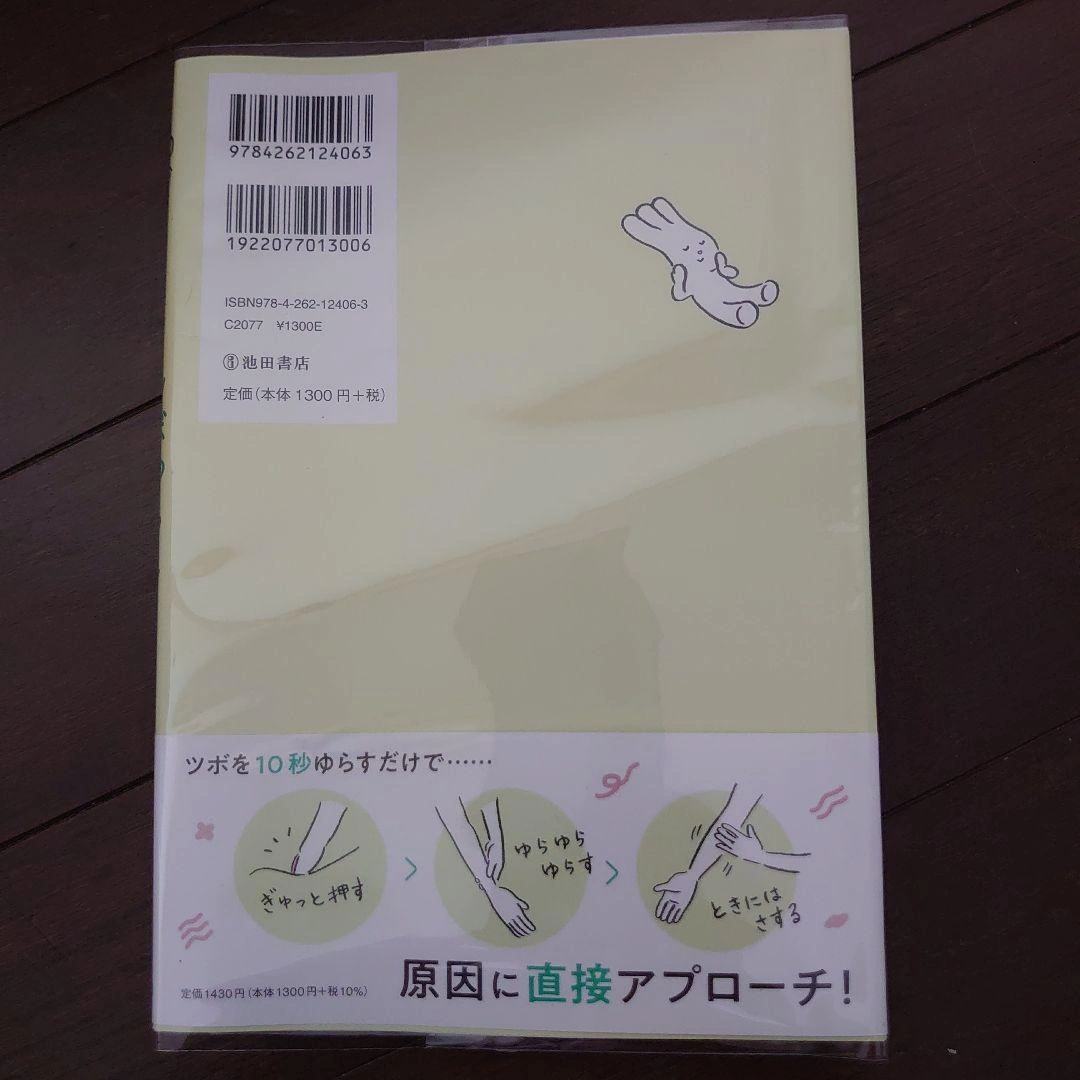 9784262124063
1922077013006
ISBN978-4-262-12406-3
C2077 ¥1300E
池田書店
定価(本体1300円+税)
ツボを10秒ゆらすだけで……
ぎゅっと押す
ゆらゆら
ゆらす
ときには
さする
定価1430円(本体1300円+税10%)
原因に直接アプローチ!